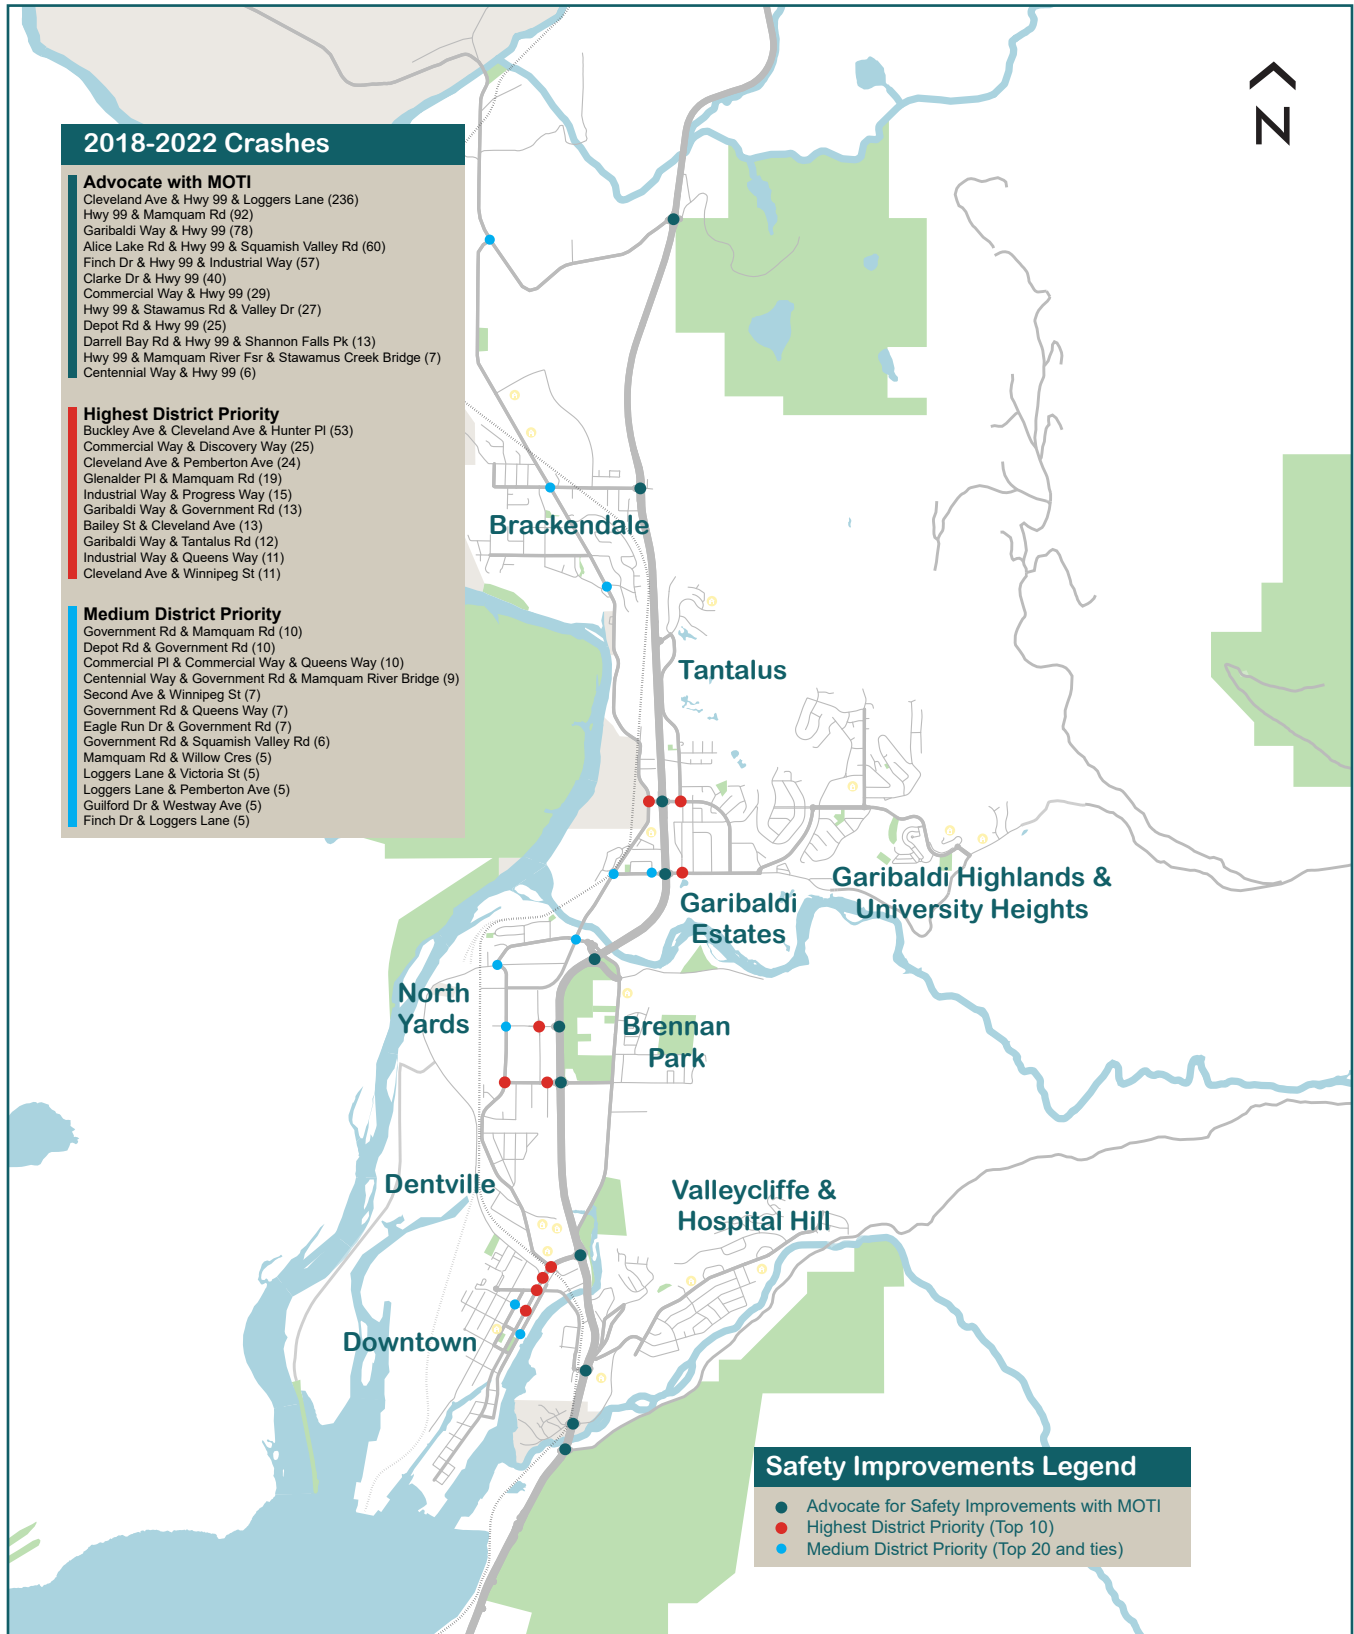 N
2018-2022 Crashes
Advocate with MOTI
Cleveland Ave & Hwy 99 & Loggers Lane (236)
Hwy 99 & Mamquam Rd (92)
Garibaldi Way & Hwy 99 (78)
Alice Lake Rd & Hwy 99 & Squamish Valley Rd (60)
Finch Dr & Hwy 99 & Industrial Way (57)
Clarke Dr & Hwy 99 (40)
Commercial Way & Hwy 99 (29)
Hwy 99 & Stawamus Rd & Valley Dr (27)
Depot Rd & Hwy 99 (25)
Darrell Bay Rd & Hwy 99 & Shannon Falls Pk (13)
Hwy 99 & Mamquam River Fsr & Stawamus Creek Bridge (7)
Centennial Way & Hwy 99 (6)
Highest District Priority
Buckley Ave & Cleveland Ave & Hunter Pl (53)
Commercial Way & Discovery Way (25)
Cleveland Ave & Pemberton Ave (24)
Glenalder Pl & Mamquam Rd (19)
Industrial Way & Progress Way (15)
Garibaldi Way & Government Rd (13)
Bailey St & Cleveland Ave (13)
Garibaldi Way & Tantalus Rd (12)
Industrial Way & Queens Way (11)
Cleveland Ave & Winnipeg St (11)
Medium District Priority
Government Rd & Mamquam Rd (10)
Depot Rd & Government Rd (10)
Commercial Pl & Commercial Way & Queens Way (10)
Centennial Way & Government Rd & Mamquam River Bridge (9)
Second Ave & Winnipeg St (7)
Government Rd & Queens Way (7)
Eagle Run Dr & Government Rd (7)
Government Rd & Squamish Valley Rd (6)
Mamquam Rd & Willow Cres (5)
Loggers Lane & Victoria St (5)
Loggers Lane & Pemberton Ave (5)
Guilford Dr & Westway Ave (5)
Finch Dr & Loggers Lane (5)
Brackendale
Tantalus
Garibaldi Highlands &
University Heights
Garibaldi
Estates
North
Yards
Brennan
Park
Dentville
Valleycliffe &
Hospital Hill
Downtown
Safety Improvements Legend
Advocate for Safety Improvements with MOTI
Highest District Priority (Top 10)
Medium District Priority (Top 20 and ties)